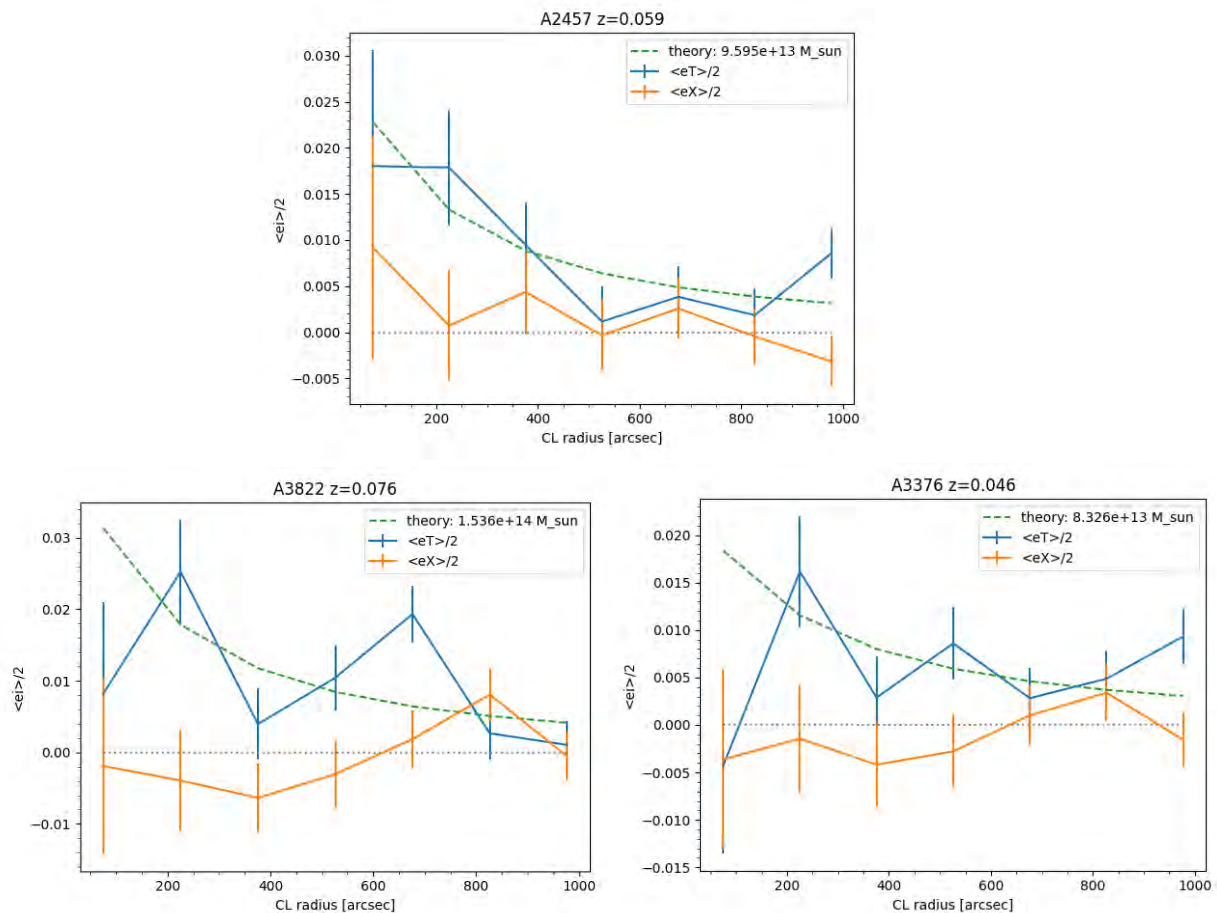 A2457 z=0.059
theory: 9.595e+13 M_sun
<eT>/2
<eX>/2
0.030
0.025
0.020
0.015
0.010
0.005
0.000
−0.005
<ei>/2
200
400
600
800
1000
CL radius [arcsec]
A3822 z=0.076
theory: 1.536e+14 M_sun
<eT>/2
<eX>/2
0.03
0.02
0.01
0.00
−0.01
<ei>/2
200
400
600
800
1000
CL radius [arcsec]
A3376 z=0.046
theory: 8.326e+13 M_sun
<eT>/2
<eX>/2
0.020
0.015
0.010
0.005
0.000
−0.005
−0.010
−0.015
<ei>/2
200
400
600
800
1000
CL radius [arcsec]